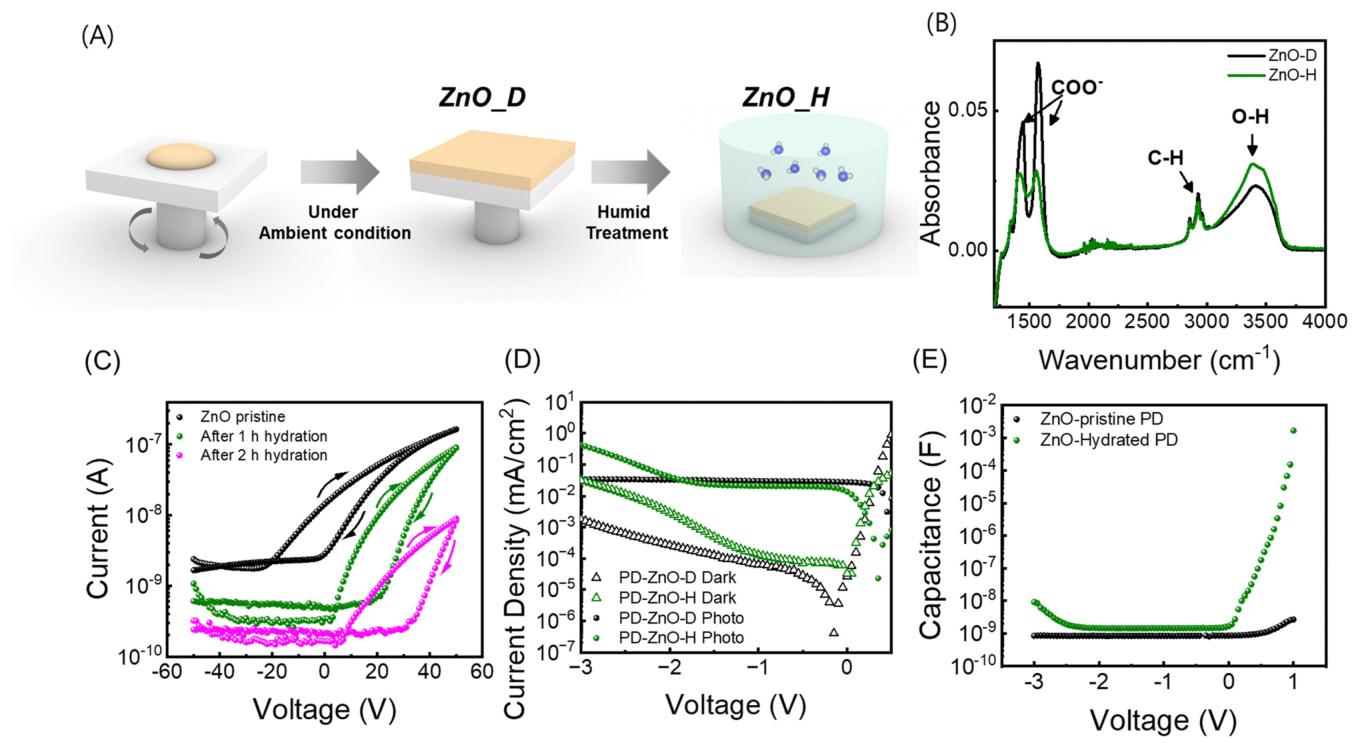 (A)
ZnO_D
ZnO_H
Under
Ambient condition
Humid
Treatment
(B)
ZnO-D
ZnO-H
COO-
O-H
C-H
Absorbance
0.05
0.00
1500 2000 2500 3000 3500 4000
Wavenumber (cm-1)
(C)
ZnO pristine
After 1 h hydration
After 2 h hydration
Current (A)
10-7
10-8
10-9
10-10
-60 -40 -20 0 20 40 60
Voltage (V)
(D)
Current Density (mA/cm2)
101
100
10-1
10-2
10-3
10-4
10-5
10-6
10-7
PD-ZnO-D Dark
PD-ZnO-H Dark
PD-ZnO-D Photo
PD-ZnO-H Photo
−3 −2 −1 0
Voltage (V)
(E)
ZnO-pristine PD
ZnO-Hydrated PD
Capacitance (F)
10-2
10-3
10-4
10-5
10-6
10-7
10-8
10-9
10-10
-3 -2 -1 0 1
Voltage (V)